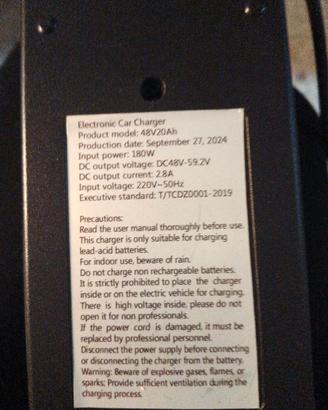 Electronic Car Charger
Product model: 48V20Ah
Production date: September 27, 2024
Input power: 180W
DC output voltage: DC48V-59.2V
DC output current: 2.8A
Input voltage: 220V~50Hz
Executive standard: T/TCDZ0001-2019
Precautions:
Read the user manual thoroughly before use.
This charger is only suitable for charging
lead-acid batteries.
For indoor use, beware of rain.
Do not charge non rechargeable batteries.
It is strictly prohibited to place the charger
inside or on the electric vehicle for charging.
There is high voltage inside, please do not
open it for non professionals.
If the power cord is damaged, it must be
replaced by professional personnel.
Disconnect the power supply before connecting
or disconnecting the charger from the battery.
Warning: Beware of explosive gases, flames, or
sparks; Provide sufficient ventilation during the
charging process.